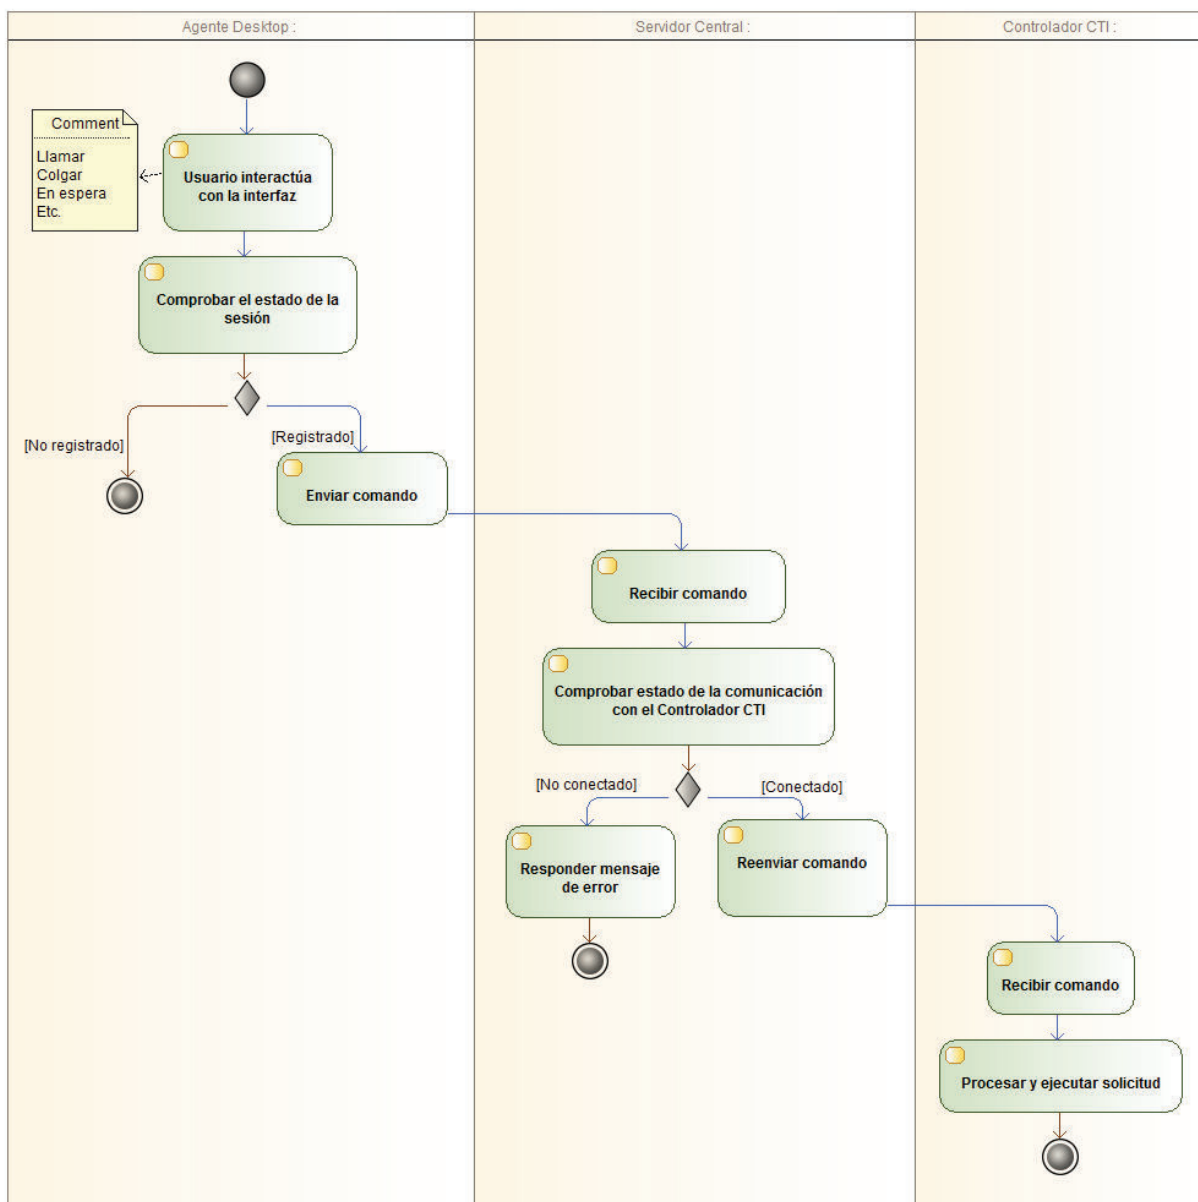 Agente Desktop :
Servidor Central :
Controlador CTI :
Comment
Llamar
Colgar
En espera
Etc.
Usuario interactúa
con la interfaz
Comprobar el estado de la
sesión
[No registrado]
[Registrado]
Enviar comando
Recibir comando
Comprobar estado de la comunicación
con el Controlador CTI
[No conectado]
[Conectado]
Responder mensaje
de error
Reenviar comando
Recibir comando
Procesar y ejecutar solicitud